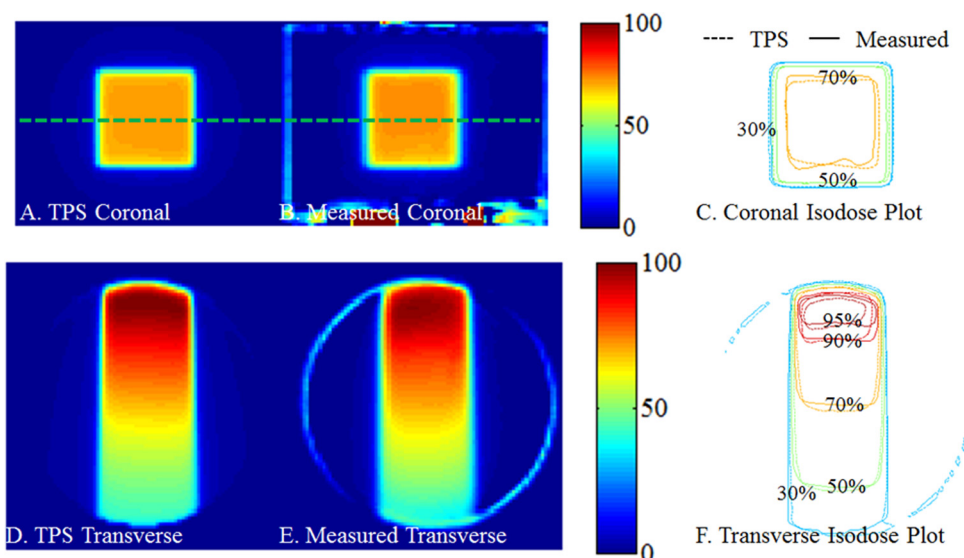 100
50
0
--- TPS — Measured
70%
30%
50%
A. TPS Coronal
B. Measured Coronal
C. Coronal Isodose Plot
100
50
0
95%
90%
70%
30%
50%
D. TPS Transverse
E. Measured Transverse
F. Transverse Isodose Plot